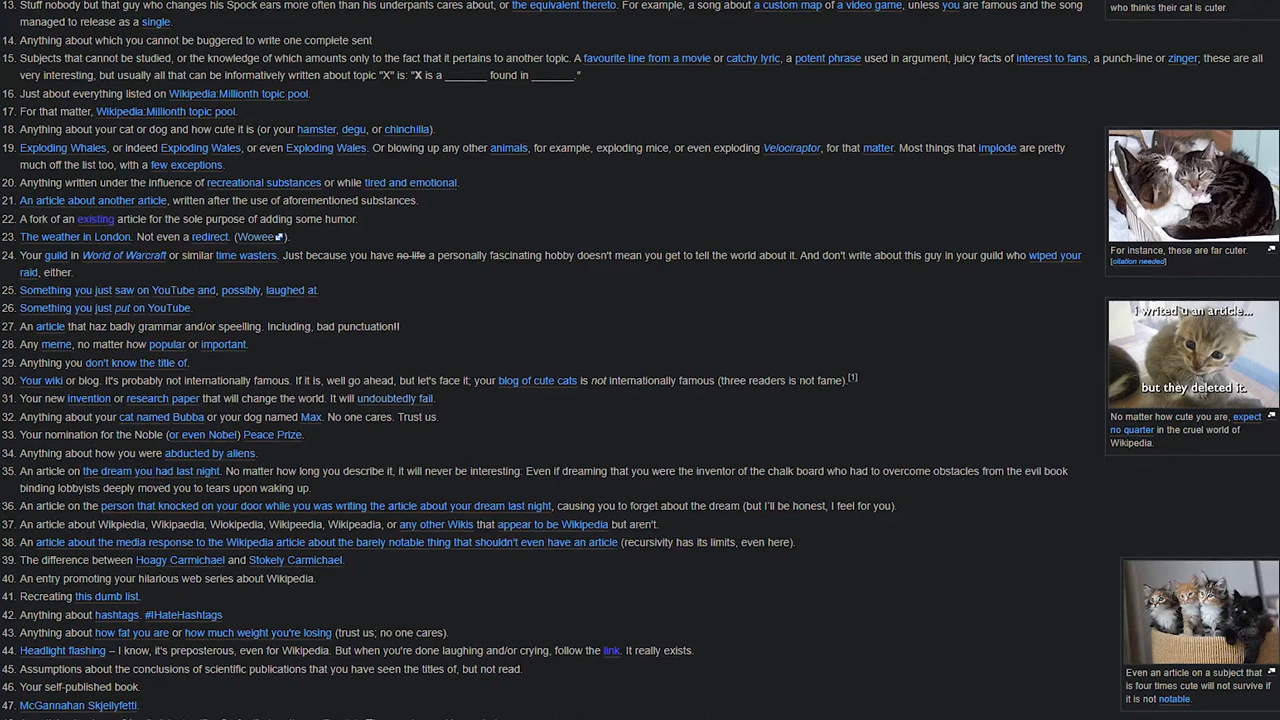 13. Stuff nobody but that guy who changes his Spock ears more often than his underpants cares about, or the equivalent thereto. For example, a song about a custom map of a video game, unless you are famous and the song
managed to release as a single.
14. Anything about which you cannot be buggered to write one complete sent
15. Subjects that cannot be studied, or the knowledge of which amounts only to the fact that it pertains to another topic. A favourite line from a movie or catchy lyric, a potent phrase used in argument, juicy facts of interest to fans, a punch-line or zinger; these are all
very interesting, but usually all that can be informatively written about topic "X" is: "X is a _______ found in _______."
16. Just about everything listed on Wikipedia:Millionth topic pool.
17. For that matter, Wikipedia:Millionth topic pool.
18. Anything about your cat or dog and how cute it is (or your hamster, degu, or chinchilla).
19. Exploding Whales, or indeed Exploding Wales, or even Exploding Wales. Or blowing up any other animals, for example, exploding mice, or even exploding Velociraptor, for that matter. Most things that implode are pretty
much off the list too, with a few exceptions.
20. Anything written under the influence of recreational substances or while tired and emotional.
21. An article about another article, written after the use of aforementioned substances.
22. A fork of an existing article for the sole purpose of adding some humor.
23. The weather in London. Not even a redirect. (Wowee).
24. Your guild in World of Warcraft or similar time wasters. Just because you have no life a personally fascinating hobby doesn't mean you get to tell the world about it. And don't write about this guy in your guild who wiped your
raid, either.
25. Something you just saw on YouTube and, possibly, laughed at.
26. Something you just put on YouTube.
27. An article that haz badly grammar and/or speelling. Including, bad punctuation!!
28. Any meme, no matter how popular or important.
29. Anything you don't know the title of.
30. Your wiki or blog. It's probably not internationally famous. If it is, well go ahead, but let's face it; your blog of cute cats is not internationally famous (three readers is not fame).[1]
31. Your new invention or research paper that will change the world. It will undoubtedly fail.
32. Anything about your cat named Bubba or your dog named Max. No one cares. Trust us.
33. Your nomination for the Noble (or even Nobel) Peace Prize.
34. Anything about how you were abducted by aliens.
35. An article on the dream you had last night. No matter how long you describe it, it will never be interesting: Even if dreaming that you were the inventor of the chalk board who had to overcome obstacles from the evil book
binding lobbyists deeply moved you to tears upon waking up.
36. An article on the person that knocked on your door while you was writing the article about your dream last night, causing you to forget about the dream (but I'll be honest, I feel for you).
37. An article about Wikpiedia, Wikipaedia, Wiokipedia, Wikipeedia, Wikipeadia, or any other Wikis that appear to be Wikipedia but aren't.
38. An article about the media response to the Wikipedia article about the barely notable thing that shouldn't even have an article (recursivity has its limits, even here).
39. The difference between Hoagy Carmichael and Stokely Carmichael.
40. An entry promoting your hilarious web series about Wikipedia.
41. Recreating this dumb list.
42. Anything about hashtags. #IHateHashtags
43. Anything about how fat you are or how much weight you're losing (trust us; no one cares).
44. Headlight flashing – I know, it's preposterous, even for Wikipedia. But when you're done laughing and/or crying, follow the link. It really exists.
45. Assumptions about the conclusions of scientific publications that you have seen the titles of, but not read.
46. Your self-published book.
47. McGannahan Skjellyfetti.
who thinks their cat is cuter.
For instance, these are far cuter.
[citation needed]
i writed u an article...
but they deleted it.
No matter how cute you are, expect
no quarter in the cruel world of
Wikipedia.
Even an article on a subject that
is four times cute will not survive if
it is not notable.